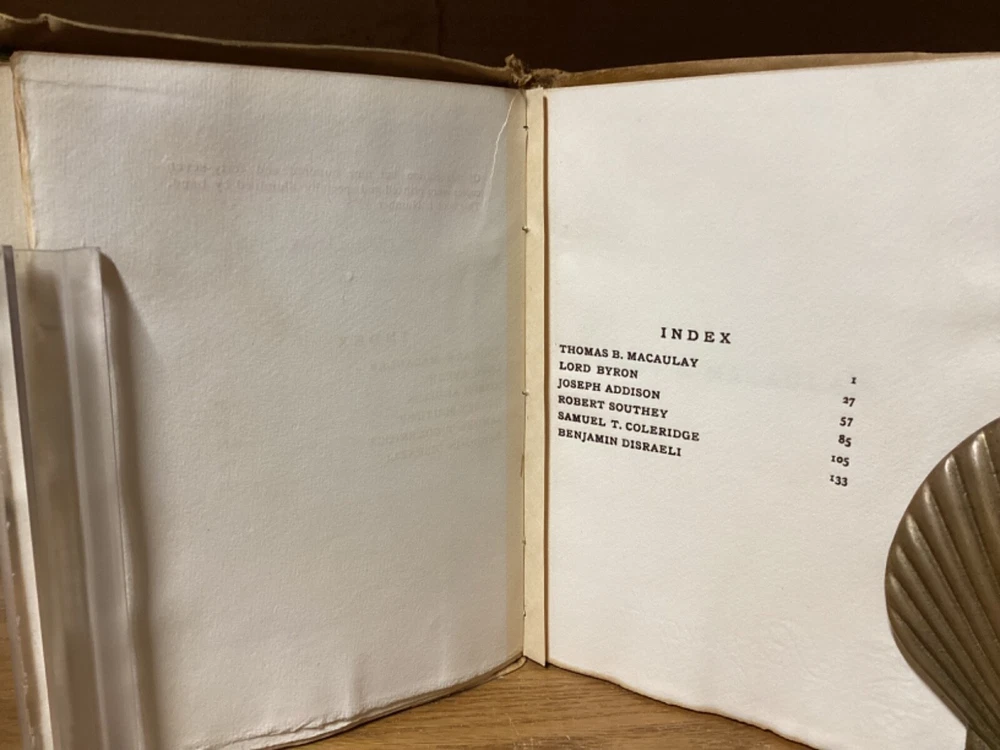 INDEX
THOMAS B. MACAULAY 1
LORD BYRON 27
JOSEPH ADDISON 57
ROBERT SOUTHEY 85
SAMUEL T. COLERIDGE 105
BENJAMIN DISRAELI 133